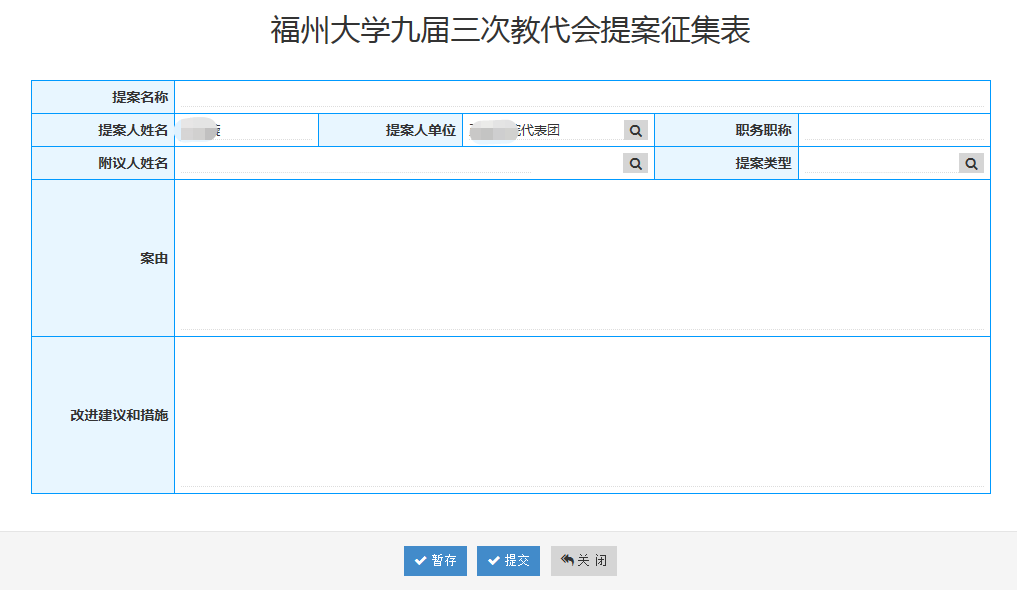 福州大学九届三次教代会提案征集表
提案名称
提案人姓名 提案人单位 代表团 职务职称
附议人姓名 提案类型
案由
改进建议和措施
暂存 提交 关 闭